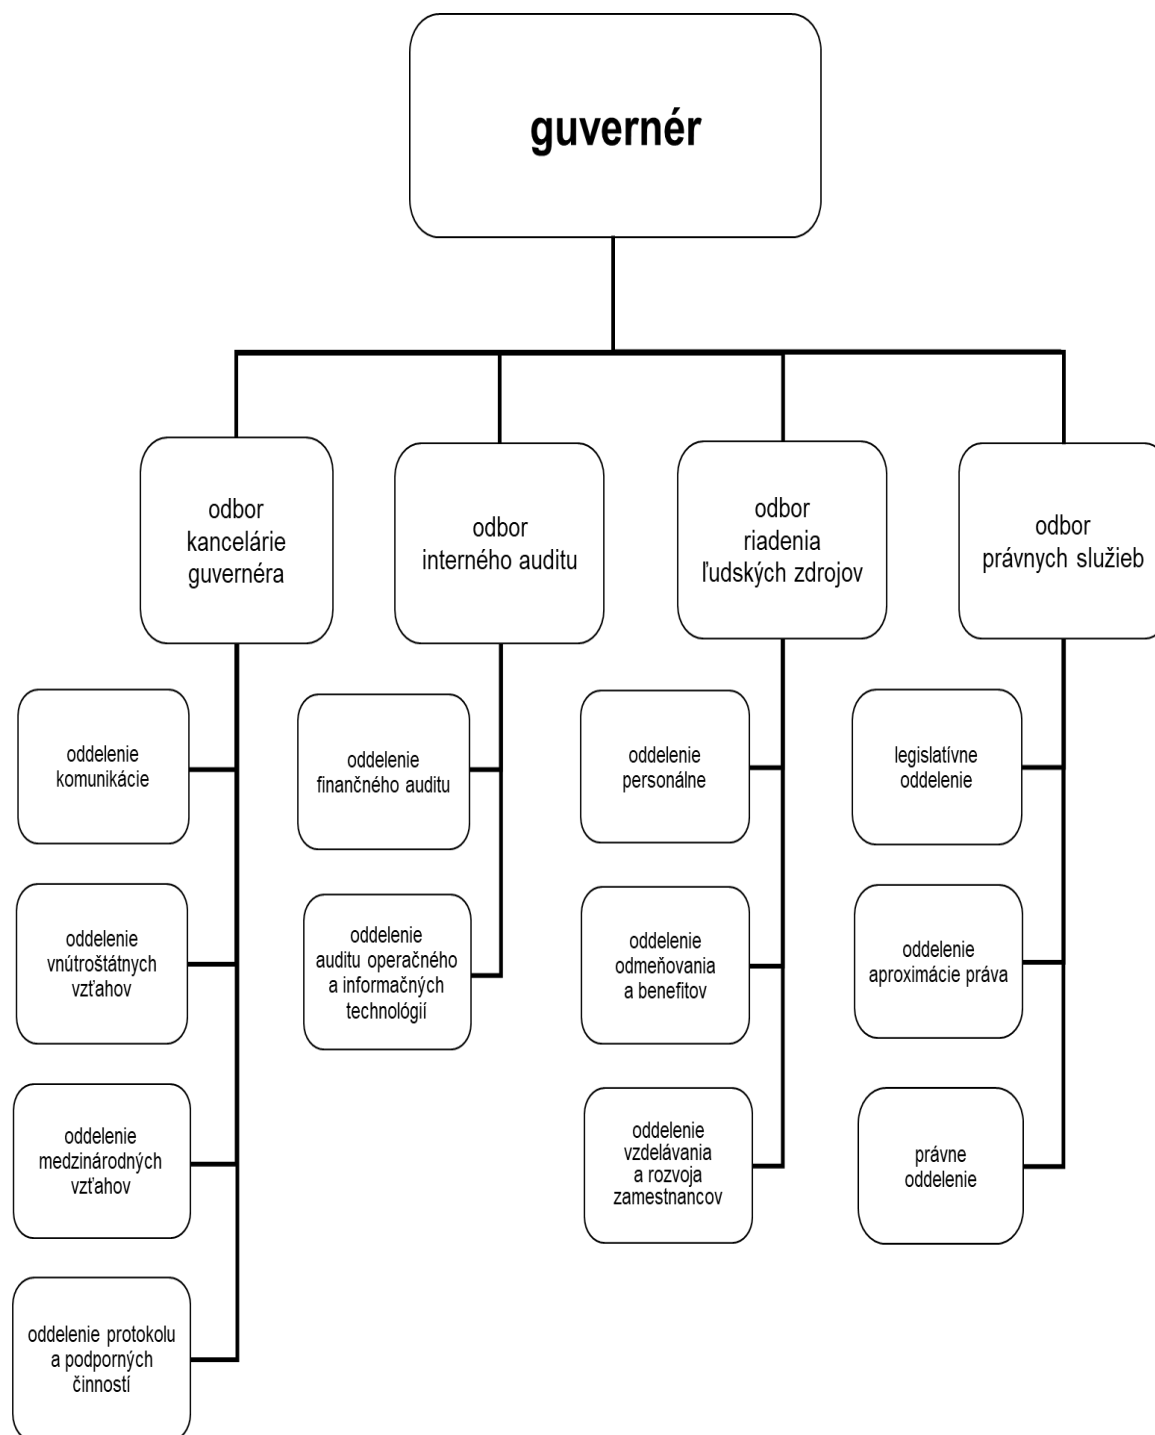 guvernér
odbor
kancelárie
guvernéra
odbor
interného auditu
odbor
riadenia
ľudských zdrojov
odbor
právnych služieb
oddelenie
komunikácie
oddelenie
finančného auditu
oddelenie
personálne
legislatívne
oddelenie
oddelenie
vnútroštátnych
vzťahov
oddelenie
auditu operačného
a informačných
technológií
oddelenie
odmeňovania
a benefitov
oddelenie
aproximácie práva
oddelenie
medzinárodných
vzťahov
oddelenie
vzdelávania
a rozvoja
zamestnancov
právne
oddelenie
oddelenie protokolu
a podporných
činností